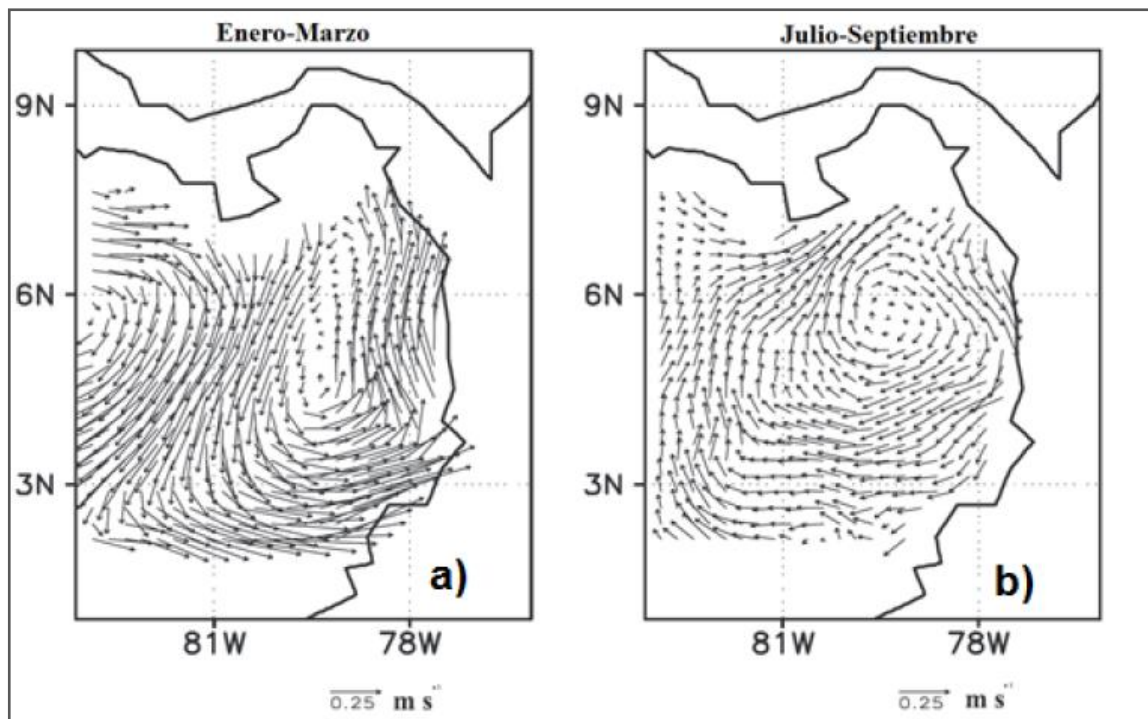 Enero-Marzo
Julio-Septiembre
9N
9N
6N
6N
3N
3N
a)
b)
81W
78W
81W
78W
0.25 m s⁻¹
0.25 m s⁻¹